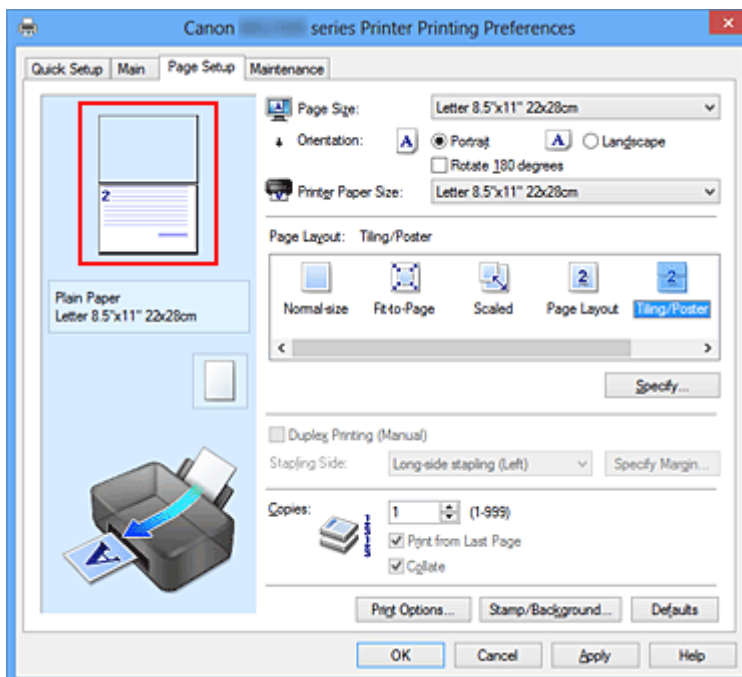 Canon series Printer Printing Preferences
Quick Setup Main Page Setup Maintenance
2
Plain Paper
Letter 8.5"x11" 22x28cm
Page Size: Letter 8.5"x11" 22x28cm
Orientation: A Portrait A Landscape
Rotate 180 degrees
Printer Paper Size: Letter 8.5"x11" 22x28cm
Page Layout: Tiling/Poster
2 2
Normal-size Fit-to-Page Scaled Page Layout Tiling/Poster
Specify...
Duplex Printing (Manual)
Stapling Side: Long-side stapling (Left) Specify Margin...
Copies: 1 (1-999)
Print from Last Page
Collate
A
Print Options... Stamp/Background... Defaults
OK Cancel Apply Help